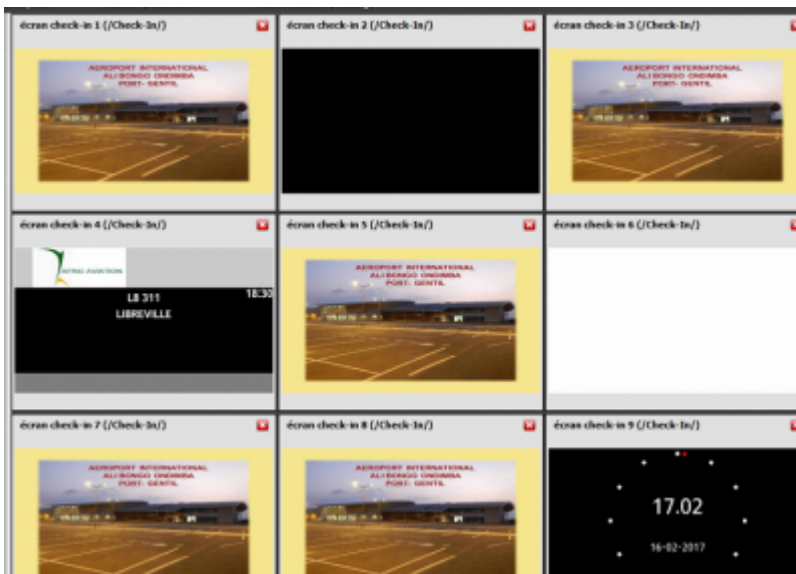 écran check-in 1 (/Check-In/)
écran check-in 2 (/Check-In/)
écran check-in 3 (/Check-In/)
AEROPORT INTERNATIONAL
ALI BONGO ONDIMBA
PORT- GENTIL
AEROPORT INTERNATIONAL
ALI BONGO ONDIMBA
PORT- GENTIL
écran check-in 4 (/Check-In/)
écran check-in 5 (/Check-In/)
écran check-in 6 (/Check-In/)
AVIATION
18:30
L8 311
LIBREVILLE
AEROPORT INTERNATIONAL
ALI BONGO ONDIMBA
PORT- GENTIL
écran check-in 7 (/Check-In/)
écran check-in 8 (/Check-In/)
écran check-in 9 (/Check-In/)
AEROPORT INTERNATIONAL
ALI BONGO ONDIMBA
PORT- GENTIL
AEROPORT INTERNATIONAL
ALI BONGO ONDIMBA
PORT- GENTIL
17.02
16-02-2017